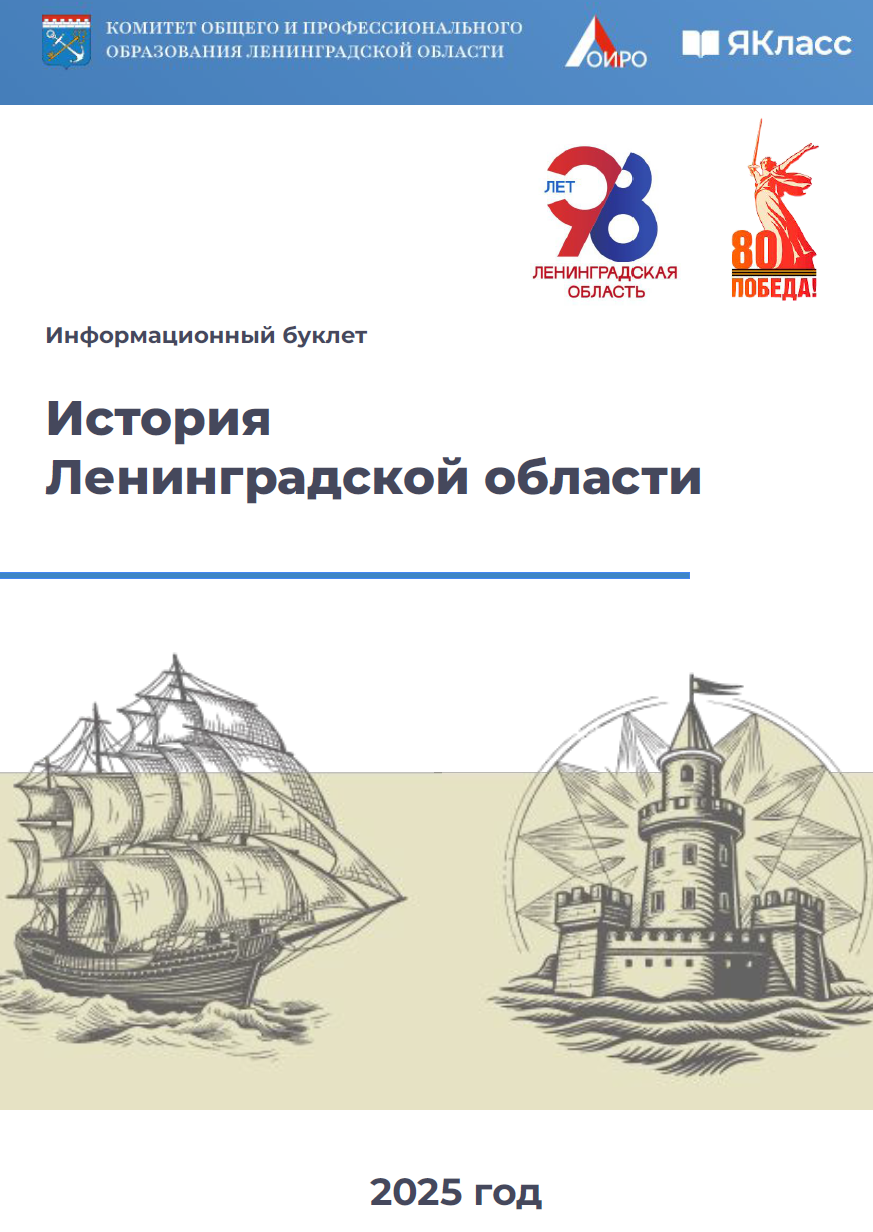 КОМИТЕТ ОБЩЕГО И ПРОФЕССИОНАЛЬНОГО
ОБРАЗОВАНИЯ ЛЕНИНГРАДСКОЙ ОБЛАСТИ
ЛОИРО
ЯКласс
98
ЛЕТ
ЛЕНИНГРАДСКАЯ
ОБЛАСТЬ
80
ПОБЕДА!
Информационный буклет
История
Ленинградской области
2025 год